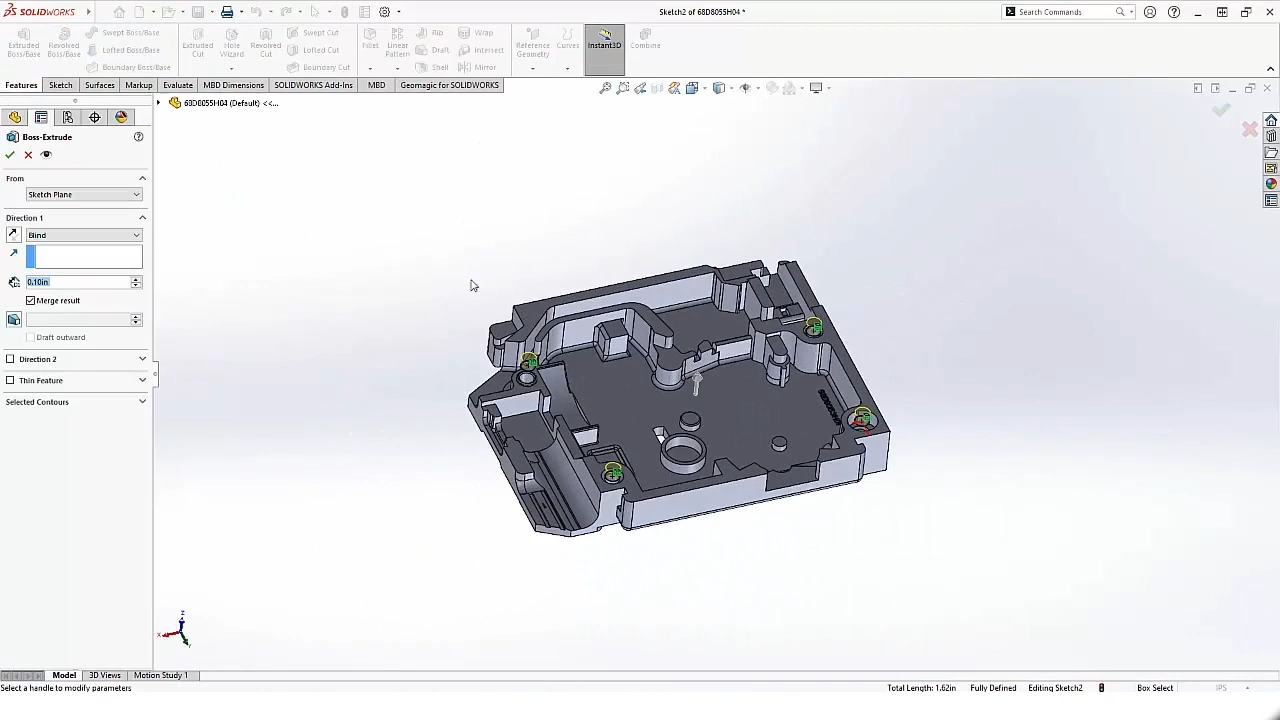 SOLIDWORKS
Sketch2 of 68D8055H04 *
Search Commands
Extruded Boss/Base
Revolved Boss/Base
Swept Boss/Base
Lofted Boss/Base
Boundary Boss/Base
Extruded Cut
Hole Wizard
Revolved Cut
Swept Cut
Lofted Cut
Boundary Cut
Fillet
Linear Pattern
Rib
Draft
Shell
Wrap
Intersect
Mirror
Reference Geometry
Curves
Instant3D
Combine
Features Sketch Surfaces Markup Evaluate MBD Dimensions SOLIDWORKS Add-Ins MBD Geomagic for SOLIDWORKS
68D8055H04 (Default) <<...
Boss-Extrude
From
Sketch Plane
Direction 1
Blind
0.10in
Merge result
Draft outward
Direction 2
Thin Feature
Selected Contours
Z
X
Y
Model 3D Views Motion Study 1
Select a handle to modify parameters
Total Length: 1.62in Fully Defined Editing Sketch2 Box Select IPS